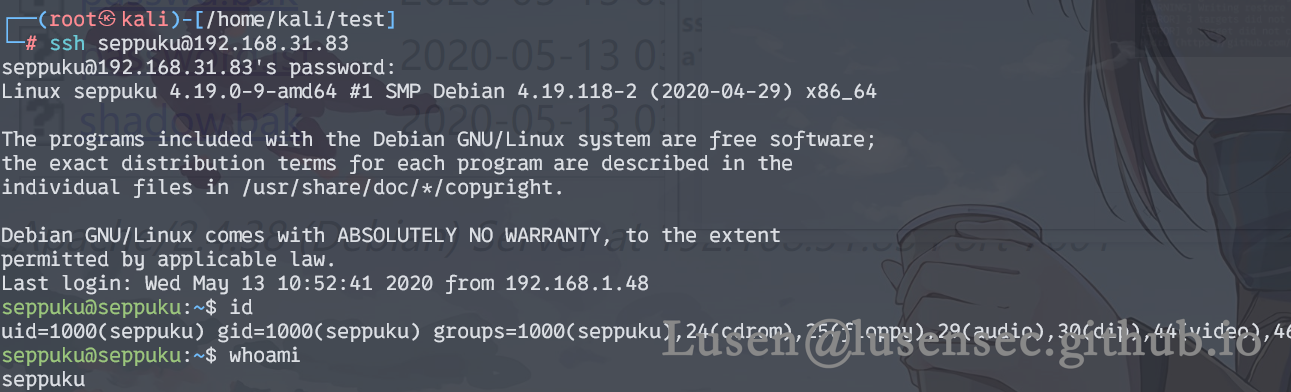 ┌──(root㉿kali)-[/home/kali/test]
└─# ssh seppuku@192.168.31.83
seppuku@192.168.31.83's password:
Linux seppuku 4.19.0-9-amd64 #1 SMP Debian 4.19.118-2 (2020-04-29) x86_64
The programs included with the Debian GNU/Linux system are free software;
the exact distribution terms for each program are described in the
individual files in /usr/share/doc/*/copyright.
Debian GNU/Linux comes with ABSOLUTELY NO WARRANTY, to the extent
permitted by applicable law.
Last login: Wed May 13 10:52:41 2020 from 192.168.1.48
seppuku@seppuku:~$ id
uid=1000(seppuku) gid=1000(seppuku) groups=1000(seppuku),24(cdrom),25(floppy),29(audio),30(dip),44(video),46
seppuku@seppuku:~$ whoami
seppuku
Lusen@lusensec.github.io
shadow.bak
2020-05-13 0